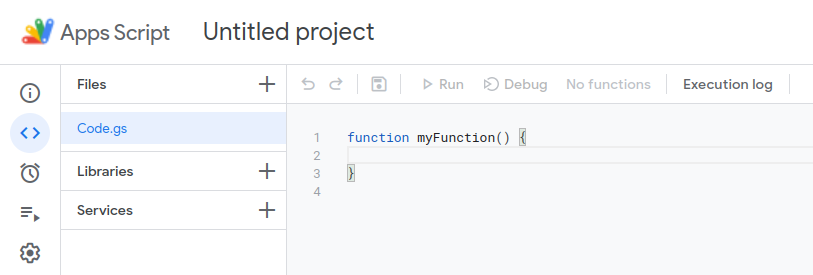 Apps Script Untitled project
Files
Run Debug No functions Execution log
Code.gs
Libraries
Services
1 function myFunction() {
2
3 }
4